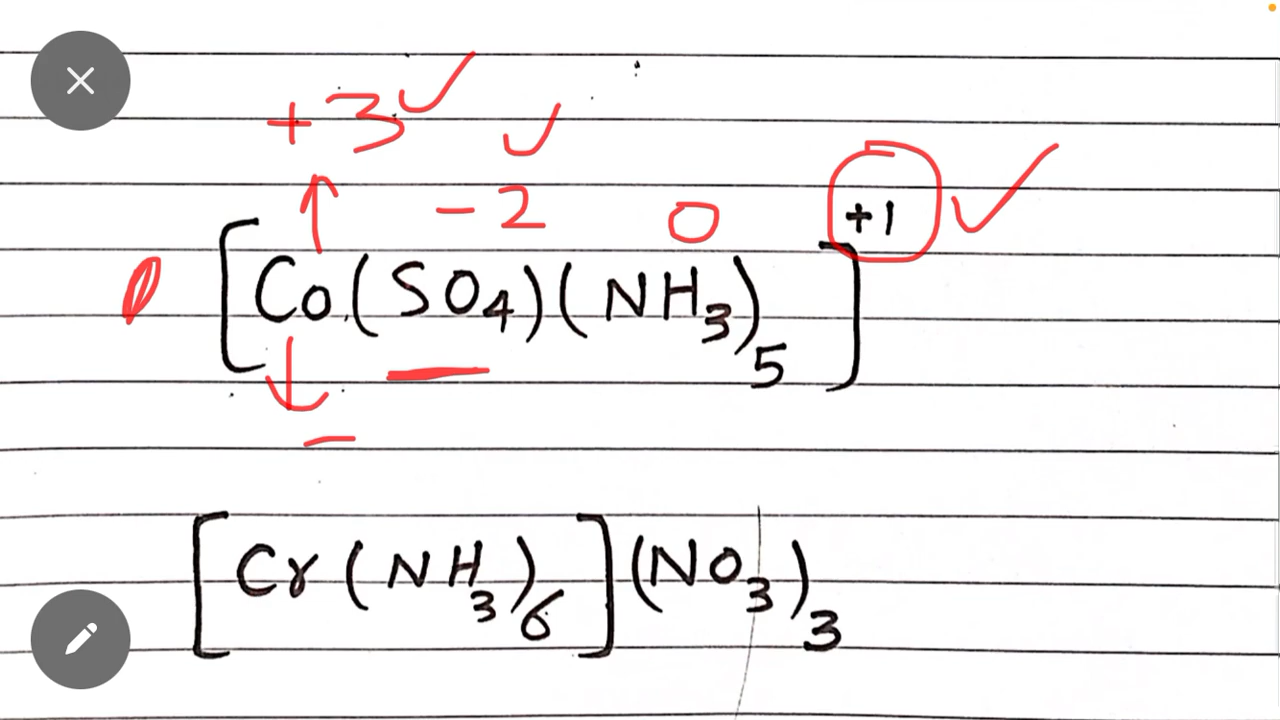 +3✓
-2 ✓ 0 +1 ✓
[Co(SO4)(NH3)5]
-
[Cr(NH3)6](NO3)3